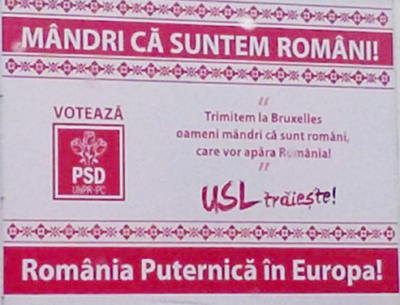 MÂNDRI CĂ SUNTEM ROMÂNI!
VOTEAZĂ
PSD
UNPR-PC
"
Trimitem la Bruxelles
oameni mândri că sunt români,
care vor apăra România!
"
USL trăiește!
România Puternică în Europa!